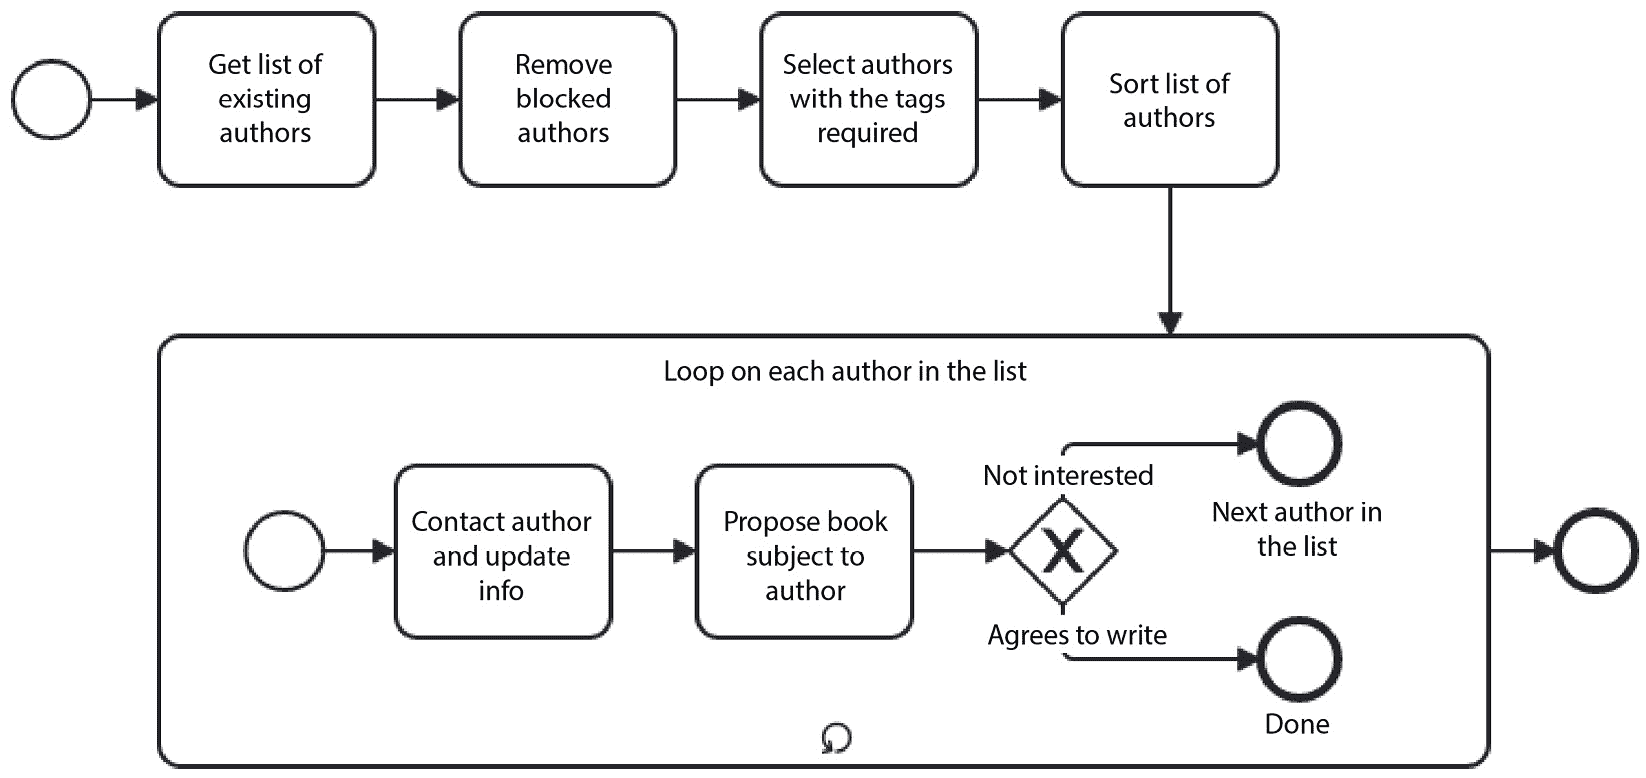 Get list of
existing
authors
Remove
blocked
authors
Select authors
with the tags
required
Sort list of
authors
Loop on each author in the list
Contact author
and update
info
Propose book
subject to
author
Not interested
X
Agrees to write
Next author in
the list
Done